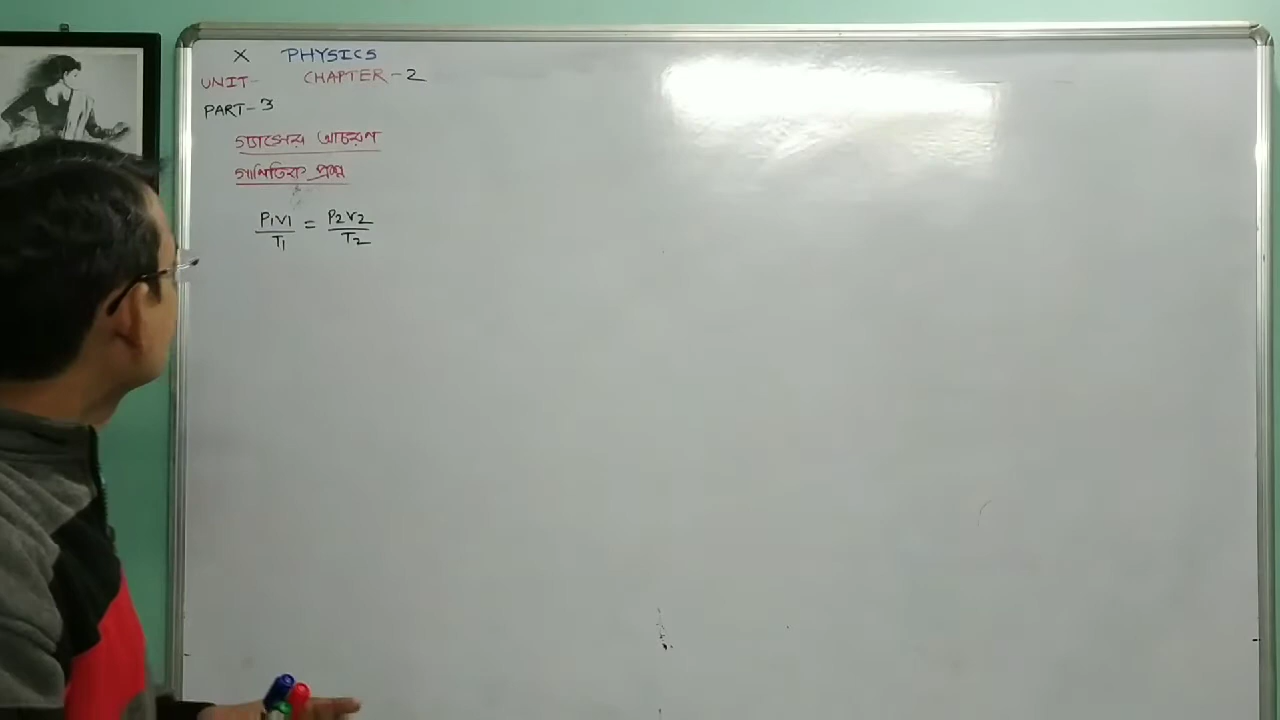 X PHYSICS
UNIT- CHAPTER-2
PART-3
গ্যাসের আচরণ
গানিতিক প্রশ্ন
P1V1/T1 = P2V2/T2